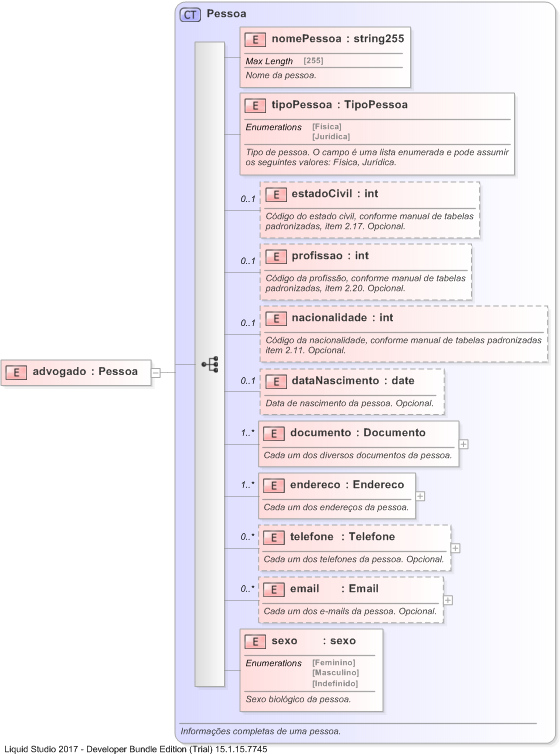 CT Pessoa
E nomePessoa : string255
Max Length [255]
Nome da pessoa.
E tipoPessoa : TipoPessoa
Enumerations [Física]
[Jurídica]
Tipo de pessoa. O campo é uma lista enumerada e pode assumir
os seguintes valores: Física, Jurídica.
0..1 E estadoCivil : int
Código do estado civil, conforme manual de tabelas
padronizadas, item 2.17. Opcional.
0..1 E profissao : int
Código da profissão, conforme manual de tabelas
padronizadas, item 2.20. Opcional.
0..1 E nacionalidade : int
Código da nacionalidade, conforme manual de tabelas padronizadas
item 2.11. Opcional.
E advogado : Pessoa
0..1 E dataNascimento : date
Data de nascimento da pessoa. Opcional.
1..* E documento : Documento
Cada um dos diversos documentos da pessoa.
1..* E endereco : Endereco
Cada um dos endereços da pessoa.
0..* E telefone : Telefone
Cada um dos telefones da pessoa. Opcional.
0..* E email : Email
Cada um dos e-mails da pessoa. Opcional.
E sexo : sexo
Enumerations [Feminino]
[Masculino]
[Indefinido]
Sexo biológico da pessoa.
Informações completas de uma pessoa.
Liquid Studio 2017 - Developer Bundle Edition (Trial) 15.1.15.7745